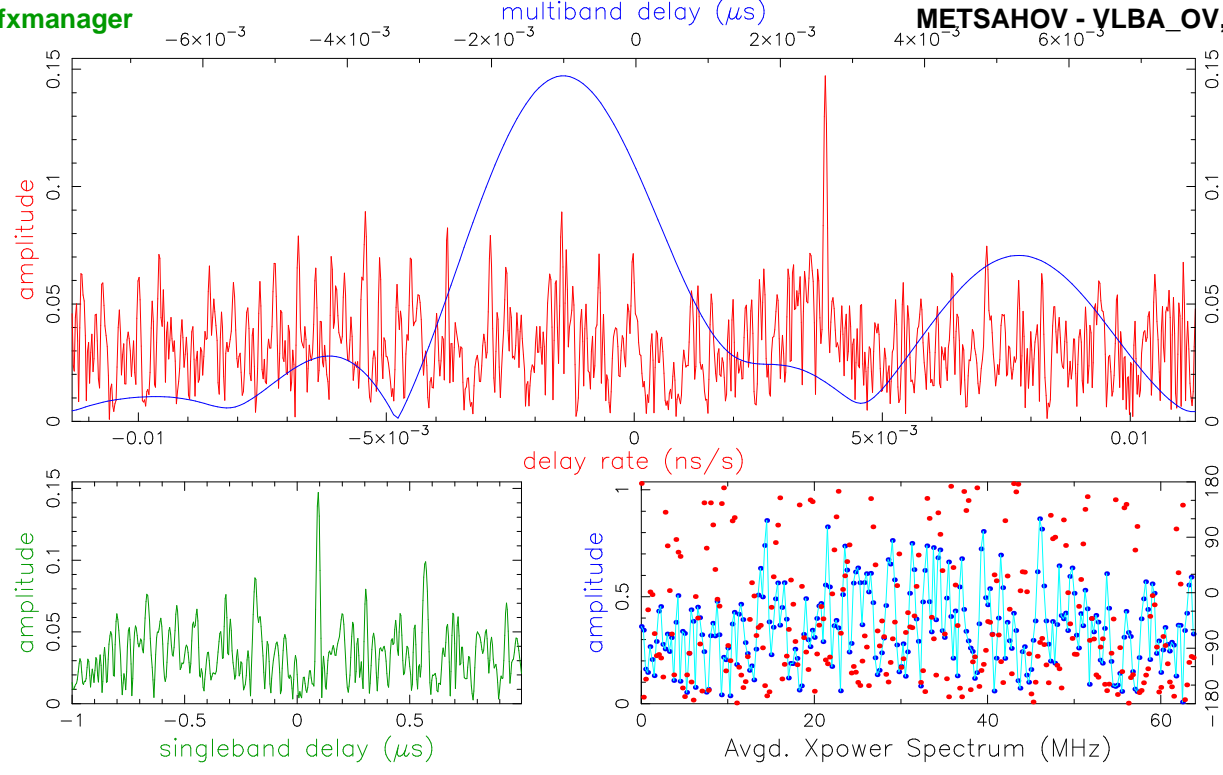 multiband delay (μs)
fxmanager
METSAHOV - VLBA_OV,
−6×10⁻³ −4×10⁻³ −2×10⁻³ 0 2×10⁻³ 4×10⁻³ 6×10⁻³
amplitude
0 0.05 0.1 0.15
0 0.05 0.1 0.15
−0.01 −5×10⁻³ 0 5×10⁻³ 0.01
delay rate (ns/s)
amplitude
0 0.05 0.1 0.15
−1 −0.5 0 0.5
singleband delay (μs)
amplitude
0 0.5 1
−180 −90 0 90 180
0 20 40 60
Avgd. Xpower Spectrum (MHz)